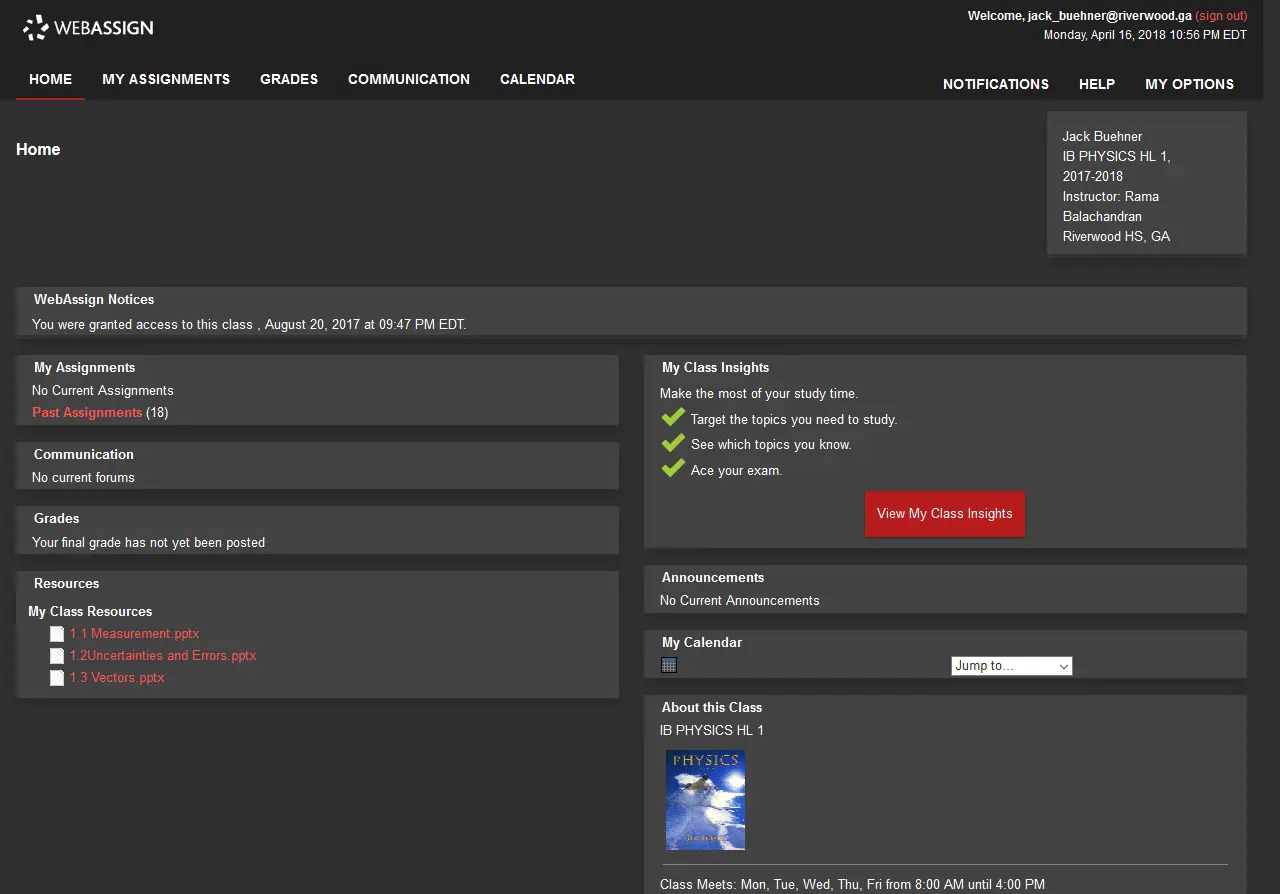 WEBASSIGN
Welcome, jack_buehner@riverwood.ga (sign out)
Monday, April 16, 2018 10:56 PM EDT
HOME MY ASSIGNMENTS GRADES COMMUNICATION CALENDAR
NOTIFICATIONS HELP MY OPTIONS
Home
Jack Buehner
IB PHYSICS HL 1,
2017-2018
Instructor: Rama
Balachandran
Riverwood HS, GA
WebAssign Notices
You were granted access to this class , August 20, 2017 at 09:47 PM EDT.
My Assignments
No Current Assignments
Past Assignments (18)
Communication
No current forums
Grades
Your final grade has not yet been posted
Resources
My Class Resources
1.1 Measurement.pptx
1.2Uncertainties and Errors.pptx
1.3 Vectors.pptx
My Class Insights
Make the most of your study time.
Target the topics you need to study.
See which topics you know.
Ace your exam.
View My Class Insights
Announcements
No Current Announcements
My Calendar
Jump to...
About this Class
IB PHYSICS HL 1
PHYSICS
Class Meets: Mon, Tue, Wed, Thu, Fri from 8:00 AM until 4:00 PM